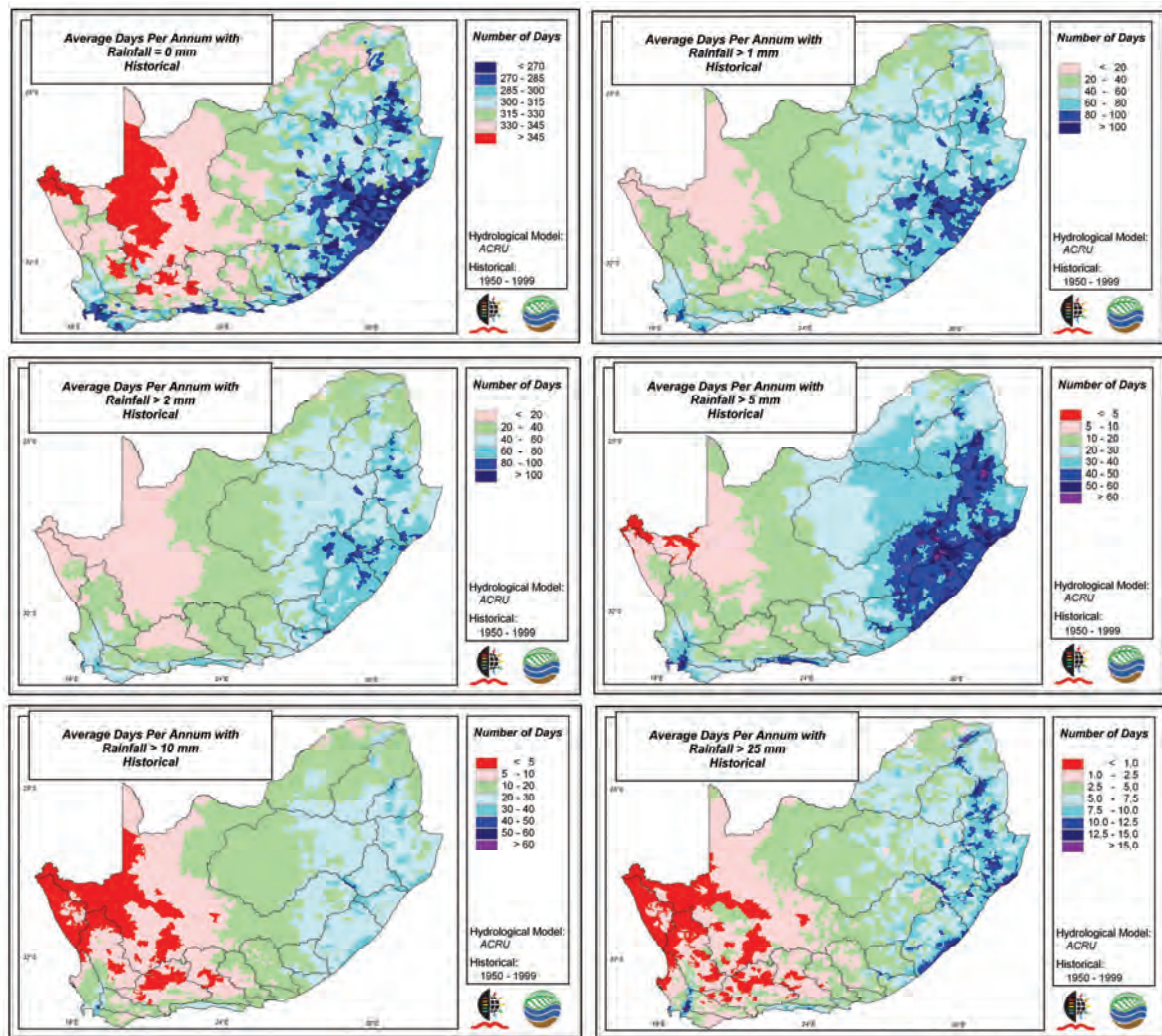 Average Days Per Annum with
Rainfall = 0 mm
Historical
Number of Days
< 270
270 - 285
285 - 300
300 - 315
315 - 330
330 - 345
> 345
Hydrological Model:
ACRU
Historical:
1950 - 1999
Average Days Per Annum with
Rainfall > 1 mm
Historical
Number of Days
< 20
20 - 40
40 - 60
60 - 80
80 - 100
> 100
Hydrological Model:
ACRU
Historical:
1950 - 1999
Average Days Per Annum with
Rainfall > 2 mm
Historical
Number of Days
< 20
20 - 40
40 - 60
60 - 80
80 - 100
> 100
Hydrological Model:
ACRU
Historical:
1950 - 1999
Average Days Per Annum with
Rainfall > 5 mm
Historical
Number of Days
< 5
5 - 10
10 - 20
20 - 30
30 - 40
40 - 50
50 - 60
> 60
Hydrological Model:
ACRU
Historical:
1950 - 1999
Average Days Per Annum with
Rainfall > 10 mm
Historical
Number of Days
< 5
5 - 10
10 - 20
20 - 30
30 - 40
40 - 50
50 - 60
> 60
Hydrological Model:
ACRU
Historical:
1950 - 1999
Average Days Per Annum with
Rainfall > 25 mm
Historical
Number of Days
< 1.0
1.0 - 2.5
2.5 - 5.0
5.0 - 7.5
7.5 - 10.0
10.0 - 12.5
12.5 - 15.0
> 15.0
Hydrological Model:
ACRU
Historical:
1950 - 1999